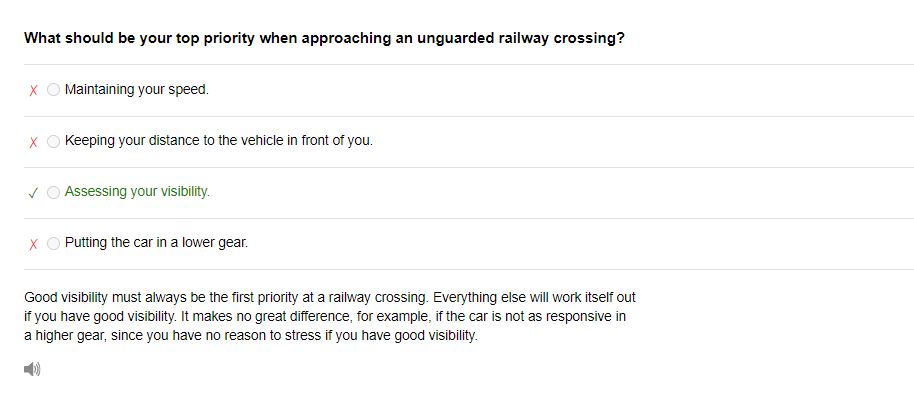 What should be your top priority when approaching an unguarded railway crossing?
X Maintaining your speed.
X Keeping your distance to the vehicle in front of you.
✓ Assessing your visibility.
X Putting the car in a lower gear.
Good visibility must always be the first priority at a railway crossing. Everything else will work itself out
if you have good visibility. It makes no great difference, for example, if the car is not as responsive in
a higher gear, since you have no reason to stress if you have good visibility.